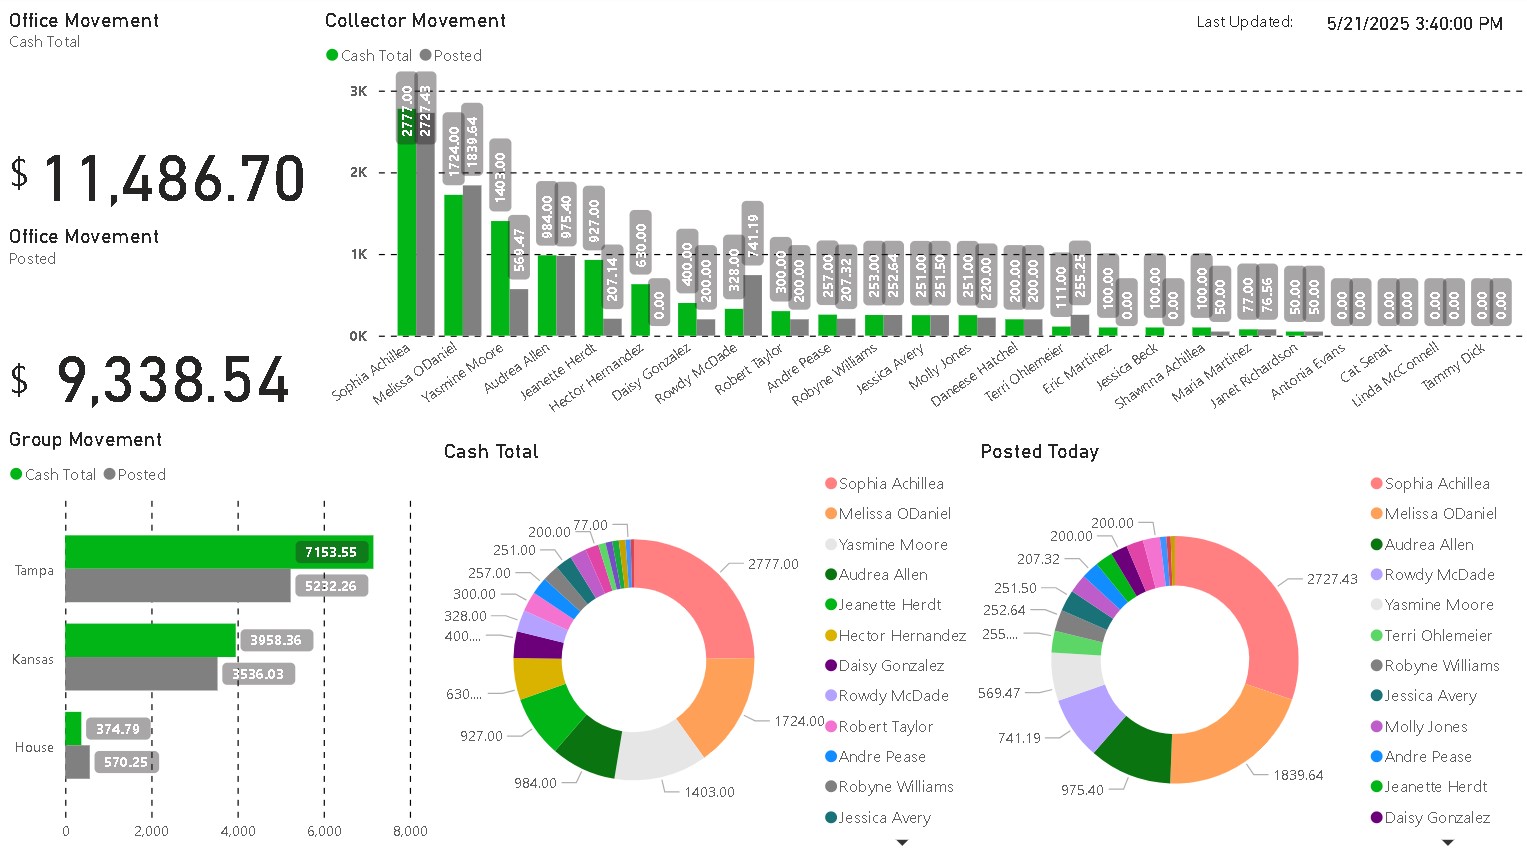 Office Movement
Cash Total
$ 11,486.70
Office Movement
Posted
$ 9,338.54
Collector Movement
Last Updated: 5/21/2025 3:40:00 PM
Cash Total Posted
3K
2K
1K
0K
2777.00 2727.43 1724.00 1839.64 1403.00 569.47 984.00 975.40 927.00 207.14 630.00 0.00 400.00 200.00 328.00 741.19 300.00 200.00 257.00 207.32 253.00 252.64 251.00 251.50 251.00 220.00 200.00 200.00 111.00 255.25 100.00 0.00 100.00 0.00 100.00 50.00 77.00 76.56 50.00 50.00 0.00 0.00 0.00 0.00 0.00 0.00 0.00 0.00
Sophia Achillea
Melissa ODaniel
Yasmine Moore
Audrea Allen
Jeanette Herdt
Hector Hernandez
Daisy Gonzalez
Rowdy McDade
Robert Taylor
Andre Pease
Robyne Williams
Jessica Avery
Molly Jones
Daneese Hatchel
Terri Ohlemeier
Eric Martinez
Jessica Beck
Shawnna Achillea
Maria Martinez
Janet Richardson
Antonia Evans
Cat Senat
Linda McConnell
Tammy Dick
Group Movement
Cash Total Posted
Tampa
7153.55
5232.26
Kansas
3958.36
3536.03
House
374.79
570.25
0 2,000 4,000 6,000 8,000
Cash Total
2777.00
1724.00
1403.00
984.00
927.00
630....
400....
328.00
300.00
257.00
251.00
200.00
77.00
Sophia Achillea
Melissa ODaniel
Yasmine Moore
Audrea Allen
Jeanette Herdt
Hector Hernandez
Daisy Gonzalez
Rowdy McDade
Robert Taylor
Andre Pease
Robyne Williams
Jessica Avery
Posted Today
2727.43
1839.64
975.40
741.19
569.47
255....
252.64
251.50
207.32
200.00
200.00
Sophia Achillea
Melissa ODaniel
Audrea Allen
Rowdy McDade
Yasmine Moore
Terri Ohlemeier
Robyne Williams
Jessica Avery
Molly Jones
Andre Pease
Jeanette Herdt
Daisy Gonzalez